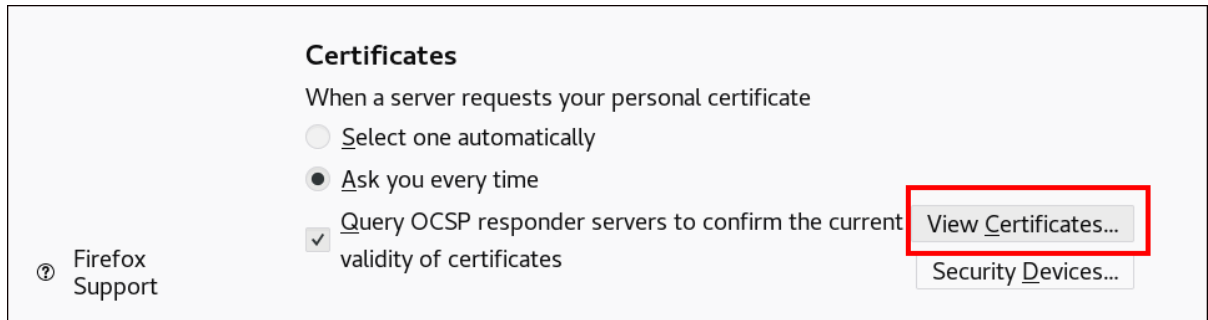 Certificates
When a server requests your personal certificate
Select one automatically
Ask you every time
Query OCSP responder servers to confirm the current
validity of certificates
View Certificates...
Security Devices...
Firefox
Support